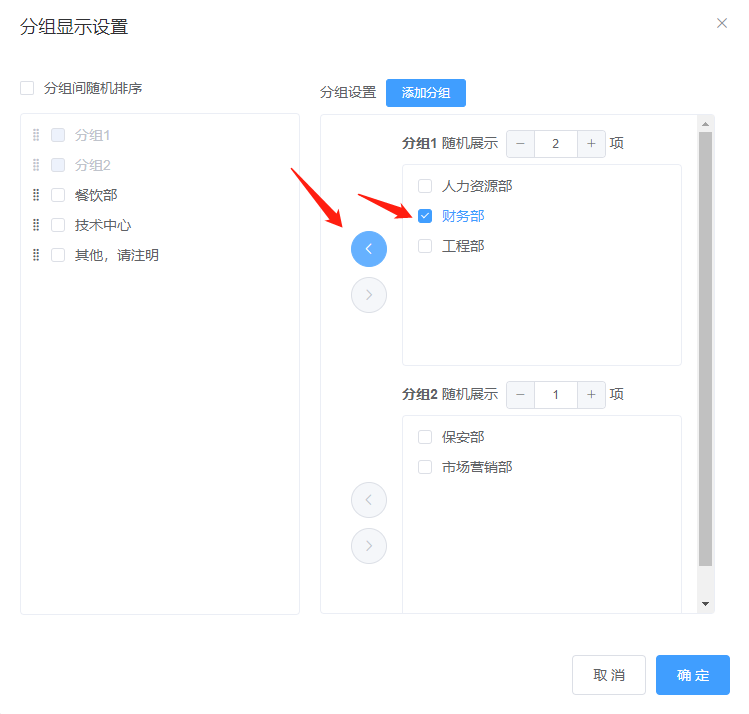 分组显示设置
分组间随机排序
分组1
分组2
餐饮部
技术中心
其他，请注明
分组设置 添加分组
分组1 随机展示 － 2 + 项
人力资源部
财务部
工程部
分组2 随机展示 － 1 + 项
保安部
市场营销部
取消 确定